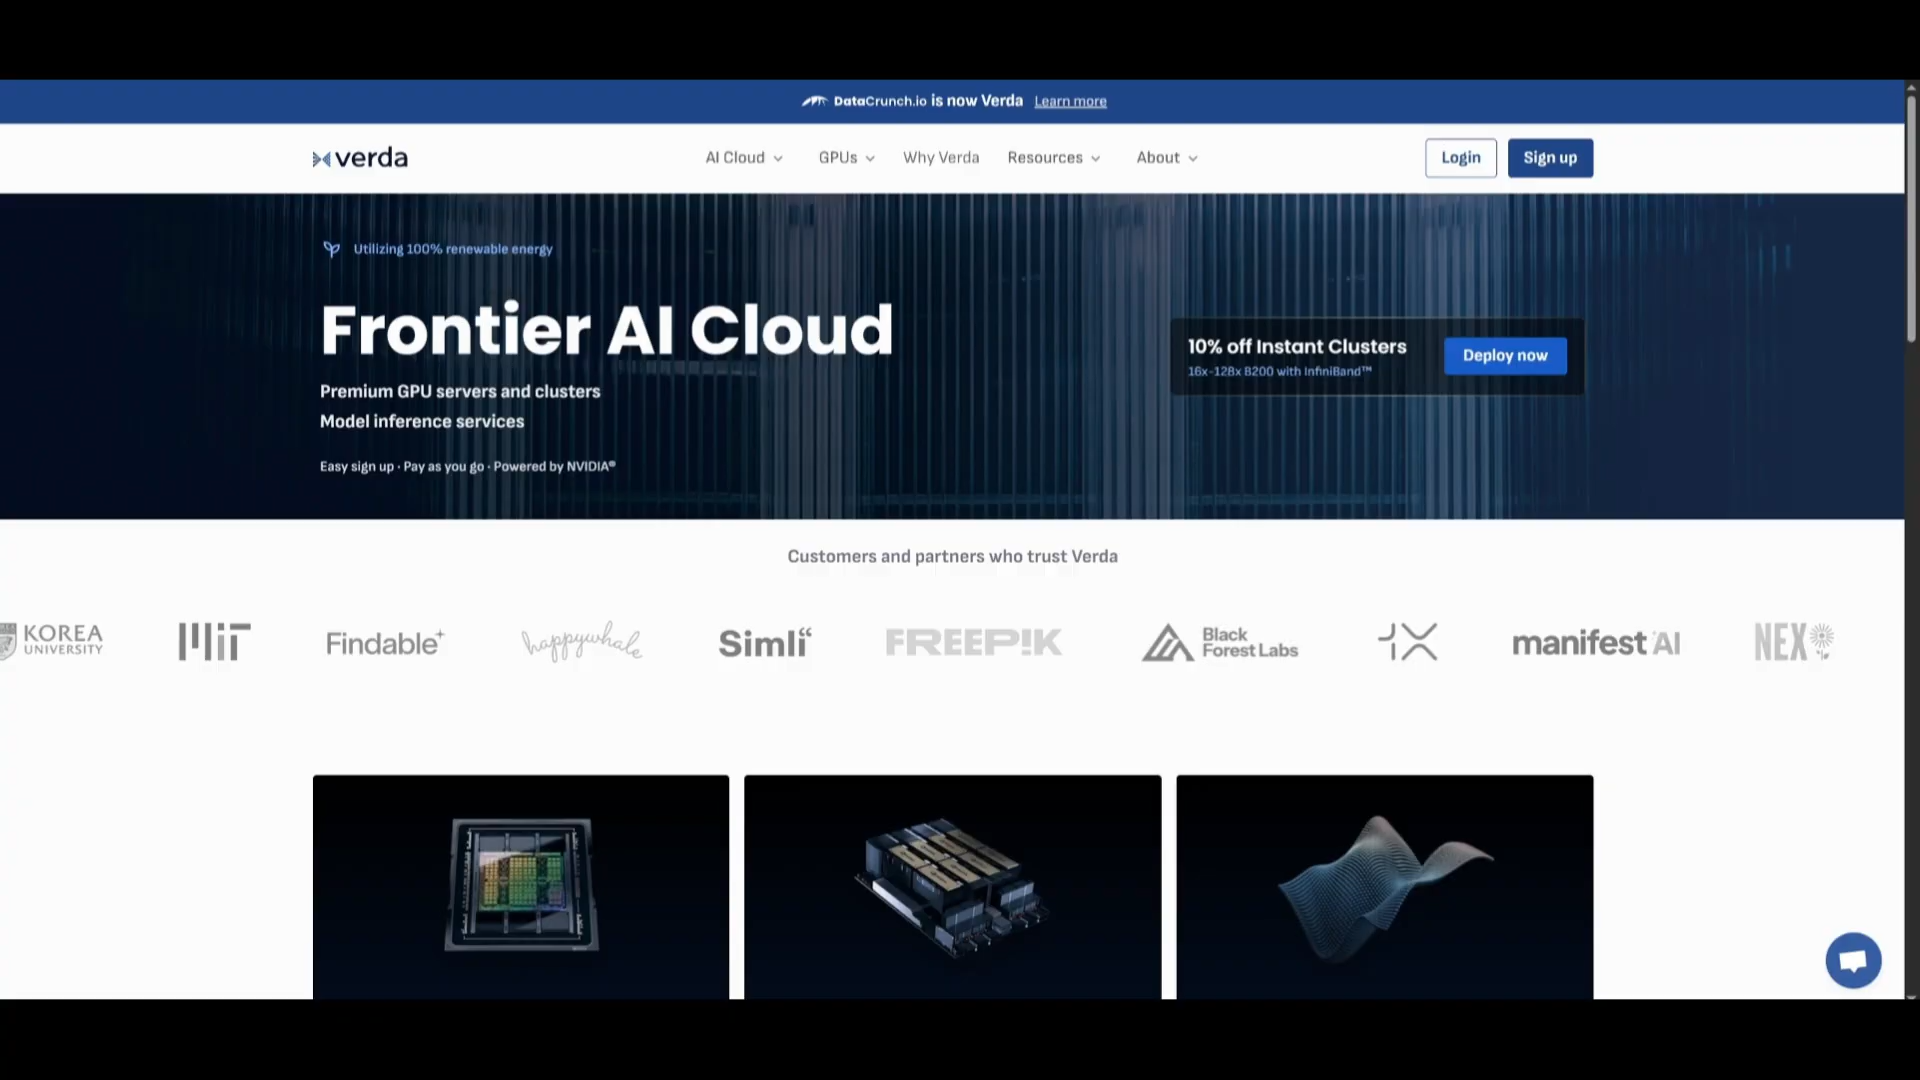 DataCrunch.io is now Verda Learn more
verda
AI Cloud
GPUs
Why Verda
Resources
About
Login
Sign up
Utilizing 100% renewable energy
Frontier AI Cloud
Premium GPU servers and clusters
Model inference services
Easy sign up · Pay as you go · Powered by NVIDIA®
10% off Instant Clusters
16x-128x B200 with InfiniBand™
Deploy now
Customers and partners who trust Verda
KOREA
UNIVERSITY
MIT
Findable+
happywhale
Simli
FREEP!K
Black
Forest Labs
manifest AI
NEX